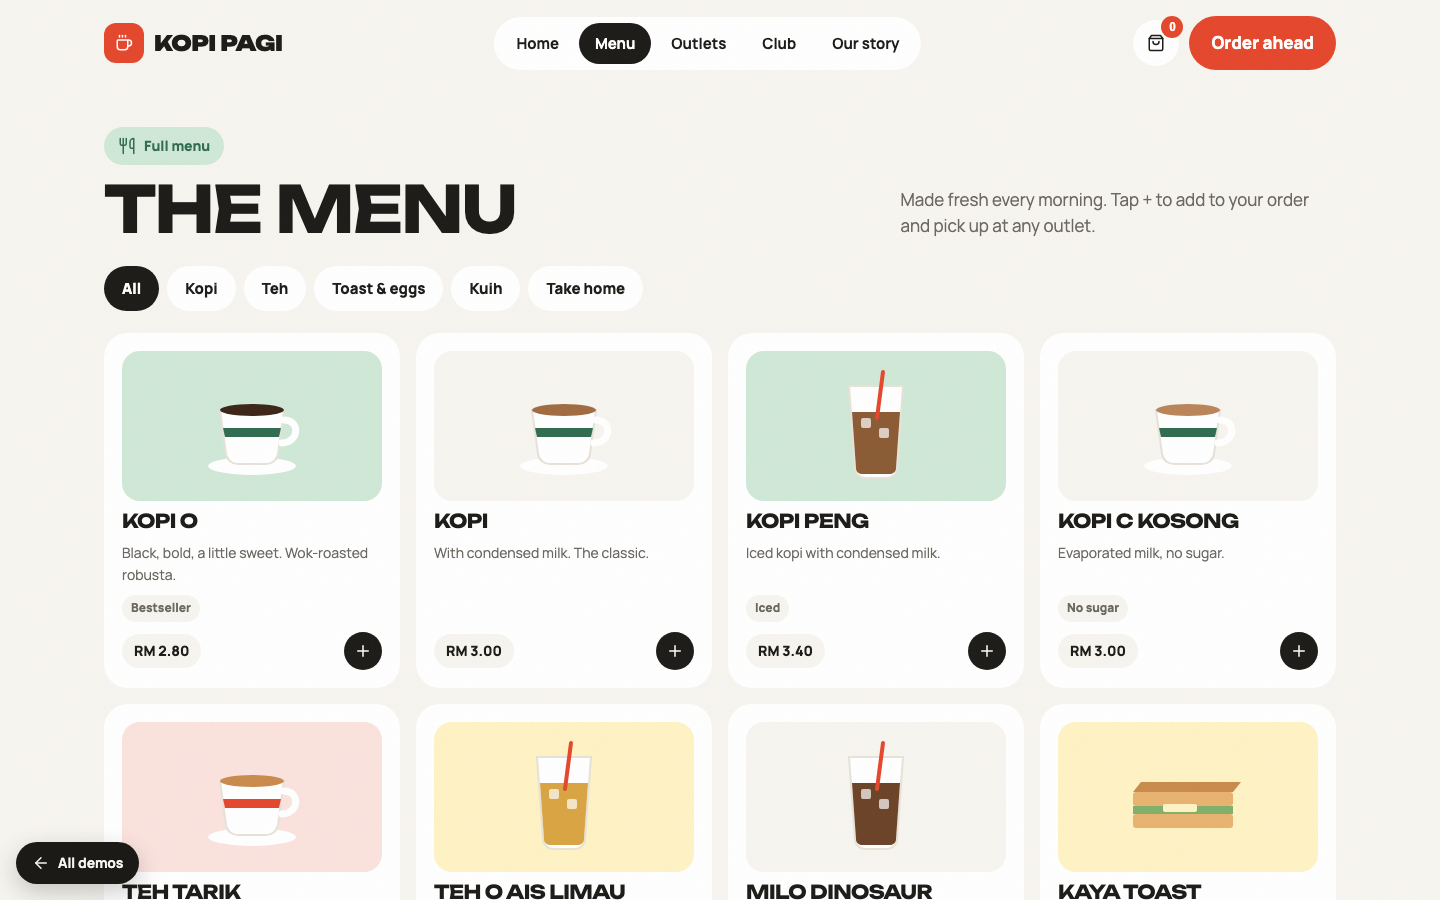 KOPI PAGI
Home
Menu
Outlets
Club
Our story
0
Order ahead
Full menu
THE MENU
Made fresh every morning. Tap + to add to your order
and pick up at any outlet.
All
Kopi
Teh
Toast & eggs
Kuih
Take home
KOPI O
Black, bold, a little sweet. Wok-roasted
robusta.
Bestseller
RM 2.80
KOPI
With condensed milk. The classic.
RM 3.00
KOPI PENG
Iced kopi with condensed milk.
Iced
RM 3.40
KOPI C KOSONG
Evaporated milk, no sugar.
No sugar
RM 3.00
All demos
TEH TARIK
TEH O AIS LIMAU
MILO DINOSAUR
KAYA TOAST